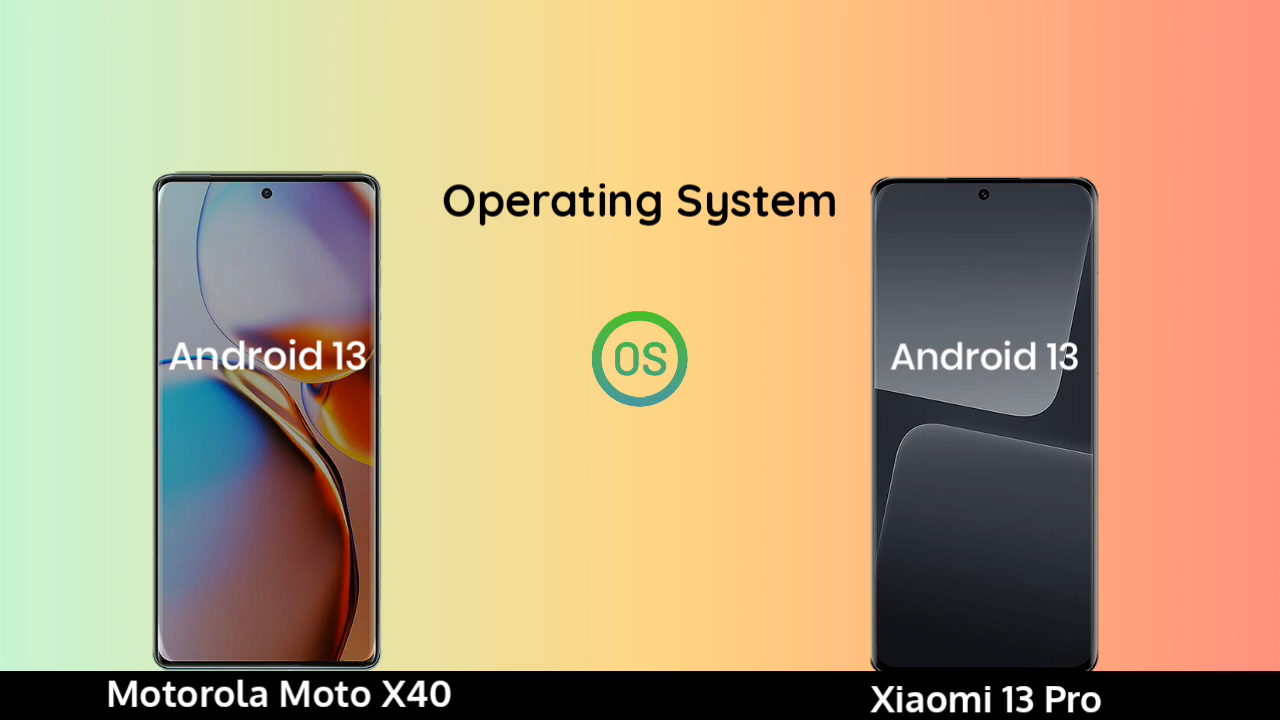 Operating System
OS
Android 13
Android 13
Motorola Moto X40
Xiaomi 13 Pro